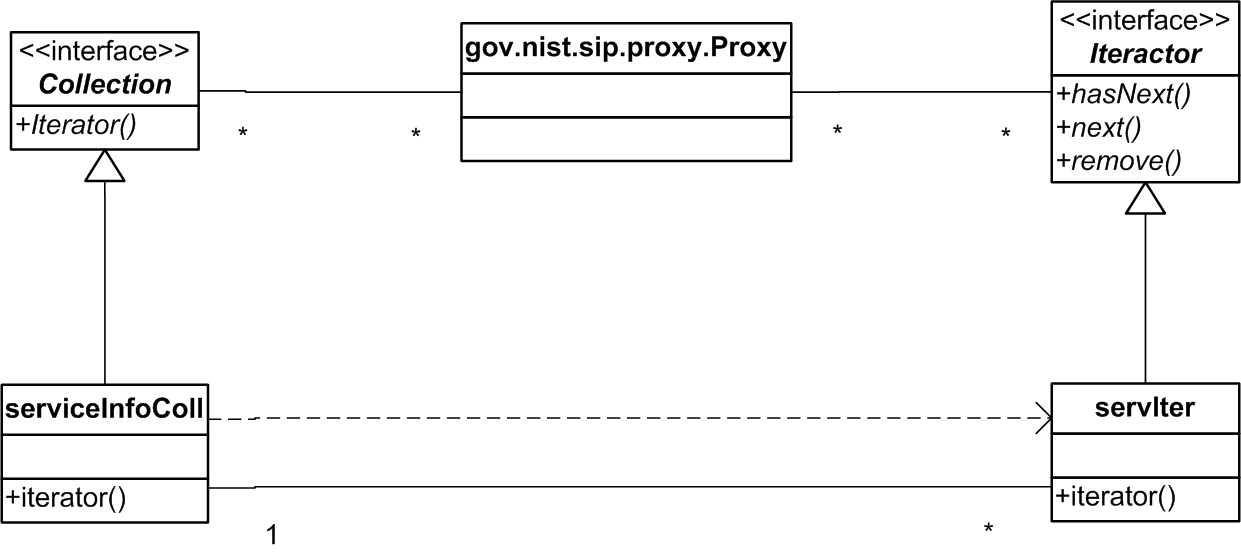 <<interface>>
Collection
+Iterator()
*
*
gov.nist.sip.proxy.Proxy
*
*
<<interface>>
Iteractor
+hasNext()
+next()
+remove()
serviceInfoColl
+iterator()
1
*
servIter
+iterator()